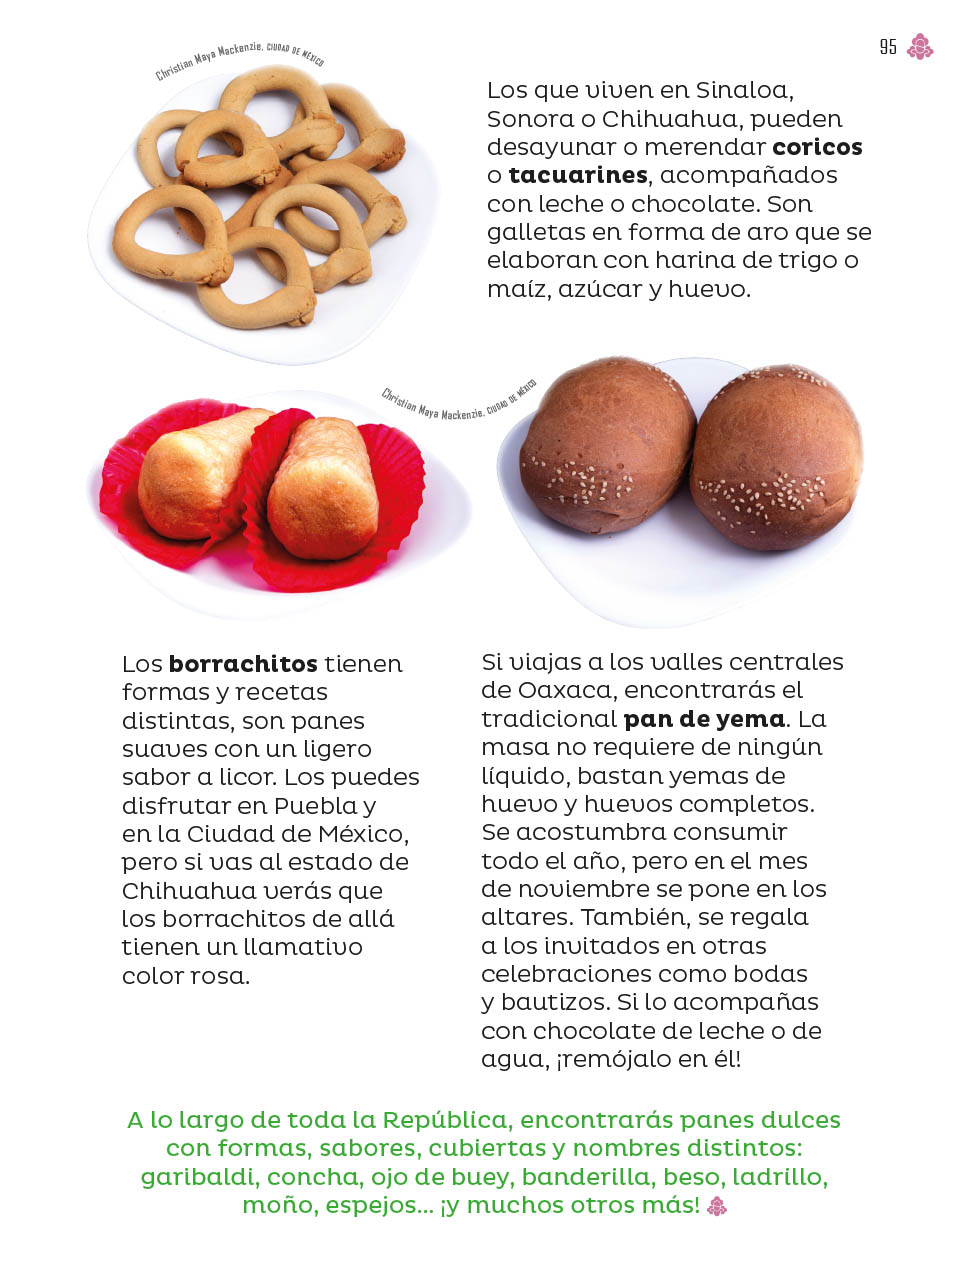 95
Christian Maya Mackenzie, CIUDAD DE MÉXICO
Los que viven en Sinaloa,
Sonora o Chihuahua, pueden
desayunar o merendar coricos
o tacuarines, acompañados
con leche o chocolate. Son
galletas en forma de aro que se
elaboran con harina de trigo o
maíz, azúcar y huevo.
Christian Maya Mackenzie, CIUDAD DE MÉXICO
Los borrachitos tienen
formas y recetas
distintas, son panes
suaves con un ligero
sabor a licor. Los puedes
disfrutar en Puebla y
en la Ciudad de México,
pero si vas al estado de
Chihuahua verás que
los borrachitos de allá
tienen un llamativo
color rosa.
Si viajas a los valles centrales
de Oaxaca, encontrarás el
tradicional pan de yema. La
masa no requiere de ningún
líquido, bastan yemas de
huevo y huevos completos.
Se acostumbra consumir
todo el año, pero en el mes
de noviembre se pone en los
altares. También, se regala
a los invitados en otras
celebraciones como bodas
y bautizos. Si lo acompañas
con chocolate de leche o de
agua, ¡remójalo en él!
A lo largo de toda la República, encontrarás panes dulces
con formas, sabores, cubiertas y nombres distintos:
garibaldi, concha, ojo de buey, banderilla, beso, ladrillo,
moño, espejos... ¡y muchos otros más!